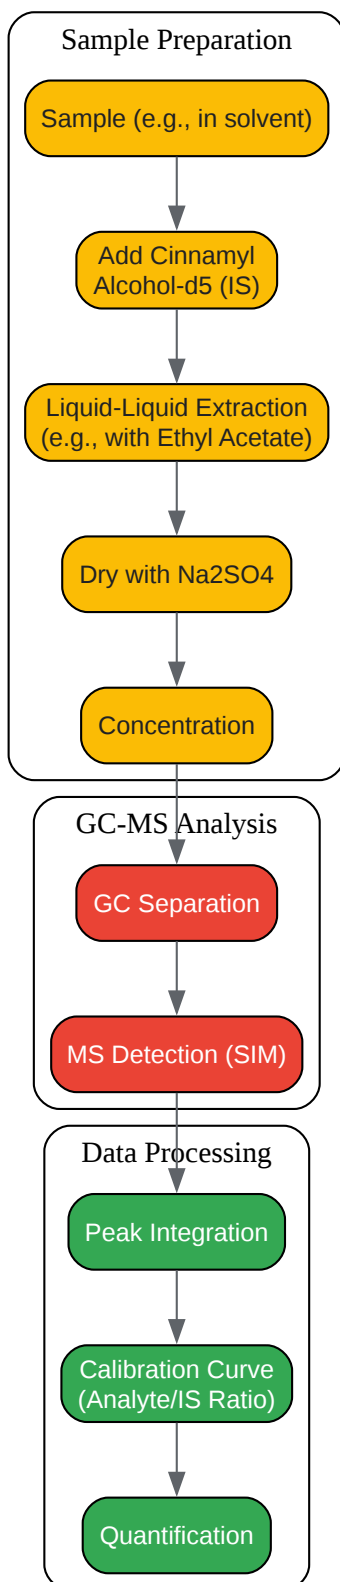 Sample Preparation
Sample (e.g., in solvent)
Add Cinnamyl
Alcohol-d5 (IS)
Liquid-Liquid Extraction
(e.g., with Ethyl Acetate)
Dry with Na2SO4
Concentration
GC-MS Analysis
GC Separation
MS Detection (SIM)
Data Processing
Peak Integration
Calibration Curve
(Analyte/IS Ratio)
Quantification